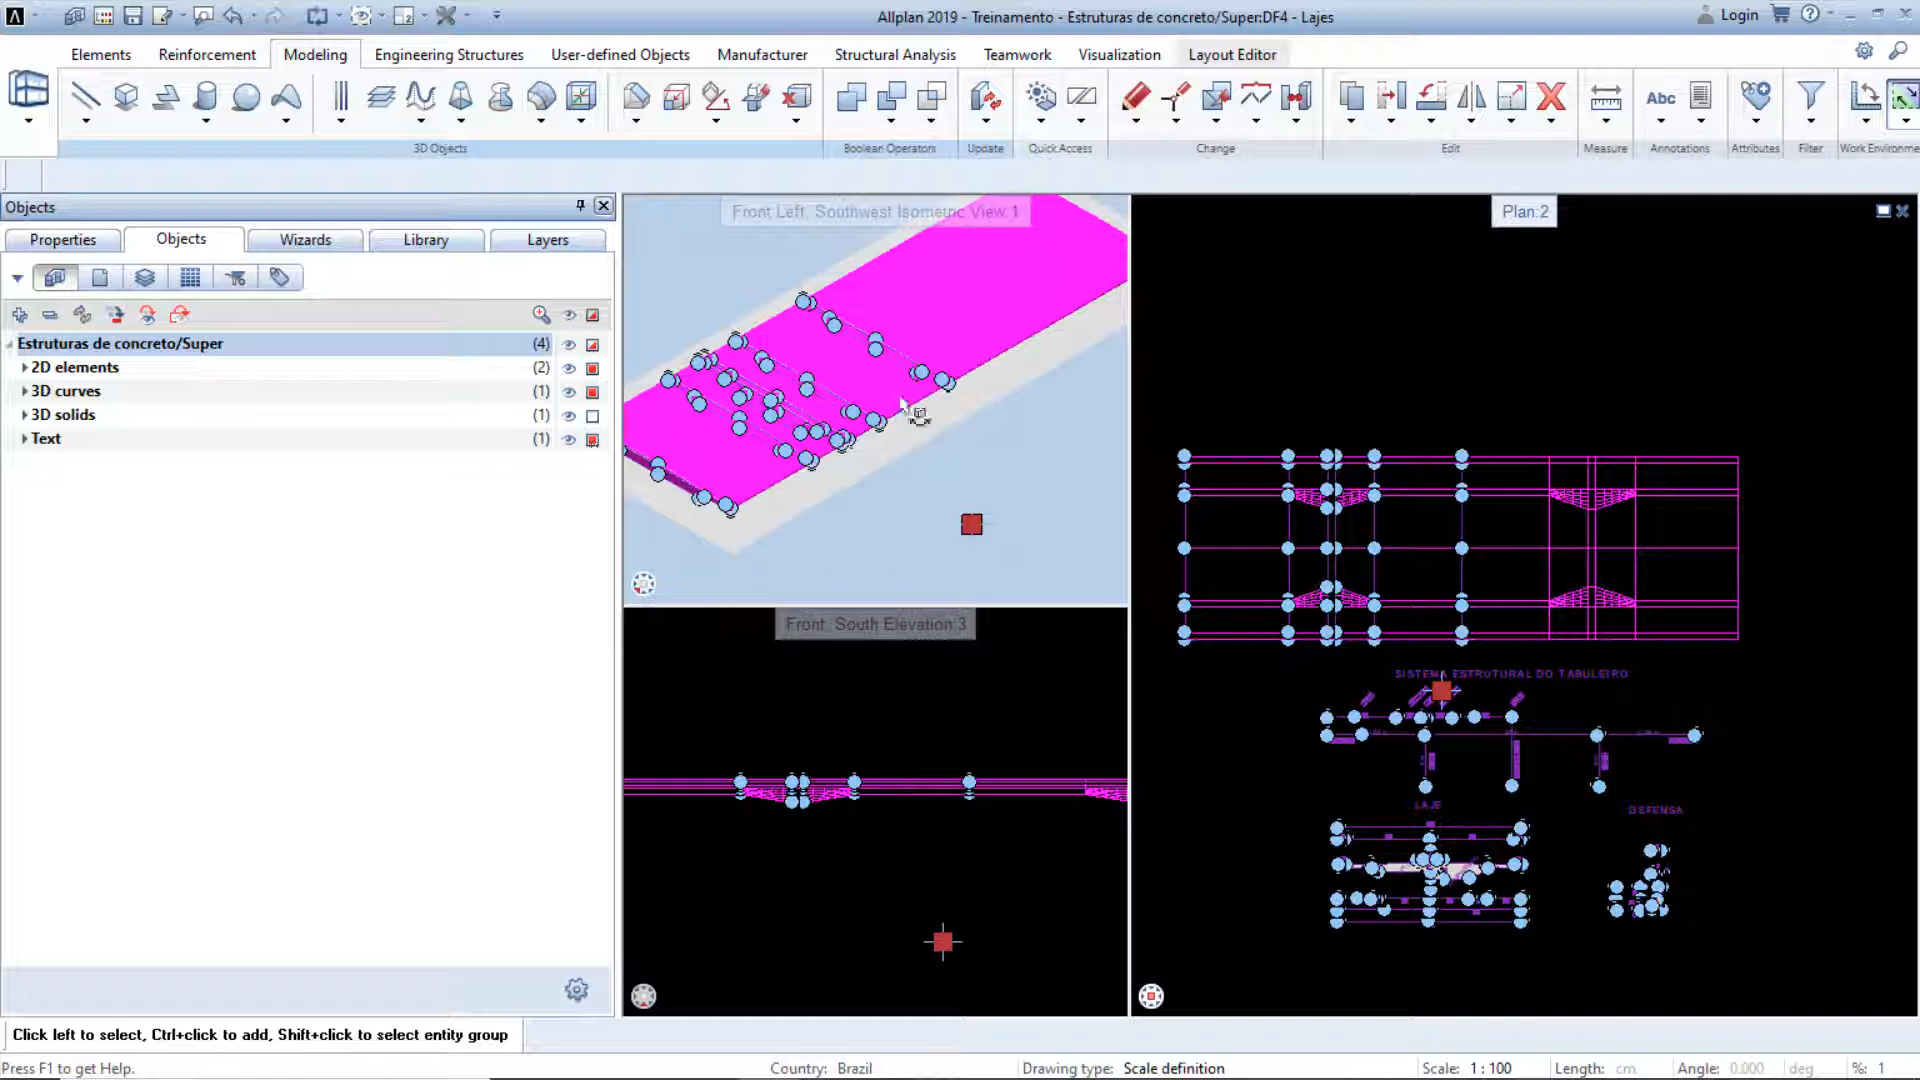 Allplan 2019 - Treinamento - Estruturas de concreto/Super:DF4 - Lajes
Login
Elements Reinforcement Modeling Engineering Structures User-defined Objects Manufacturer Structural Analysis Teamwork Visualization Layout Editor
Abc
3D Objects Boolean Operators Update Quick Access Change Edit Measure Annotations Attributes Filter Work Environme
Objects
Properties Objects Wizards Library Layers
Estruturas de concreto/Super (4)
2D elements (2)
3D curves (1)
3D solids (1)
Text (1)
Front Left, Southwest Isometric View:1
Plan:2
Front, South Elevation:3
SISTEMA ESTRUTURAL DO TABULEIRO
LAJE
DEFENSA
Click left to select, Ctrl+click to add, Shift+click to select entity group
Press F1 to get Help. Country: Brazil Drawing type: Scale definition Scale: 1 : 100 Length: cm Angle: 0.000 deg %: 1